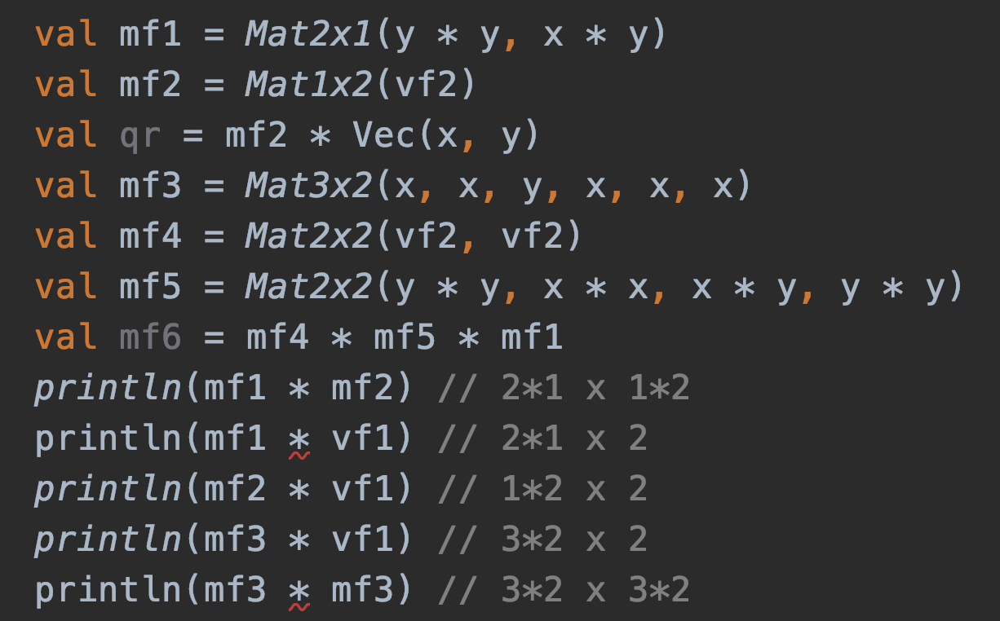 val mf1 = Mat2x1(y * y, x * y)
val mf2 = Mat1x2(vf2)
val qr = mf2 * Vec(x, y)
val mf3 = Mat3x2(x, x, y, x, x, x)
val mf4 = Mat2x2(vf2, vf2)
val mf5 = Mat2x2(y * y, x * x, x * y, y * y)
val mf6 = mf4 * mf5 * mf1
println(mf1 * mf2) // 2*1 x 1*2
println(mf1 * vf1) // 2*1 x 2
println(mf2 * vf1) // 1*2 x 2
println(mf3 * vf1) // 3*2 x 2
println(mf3 * mf3) // 3*2 x 3*2